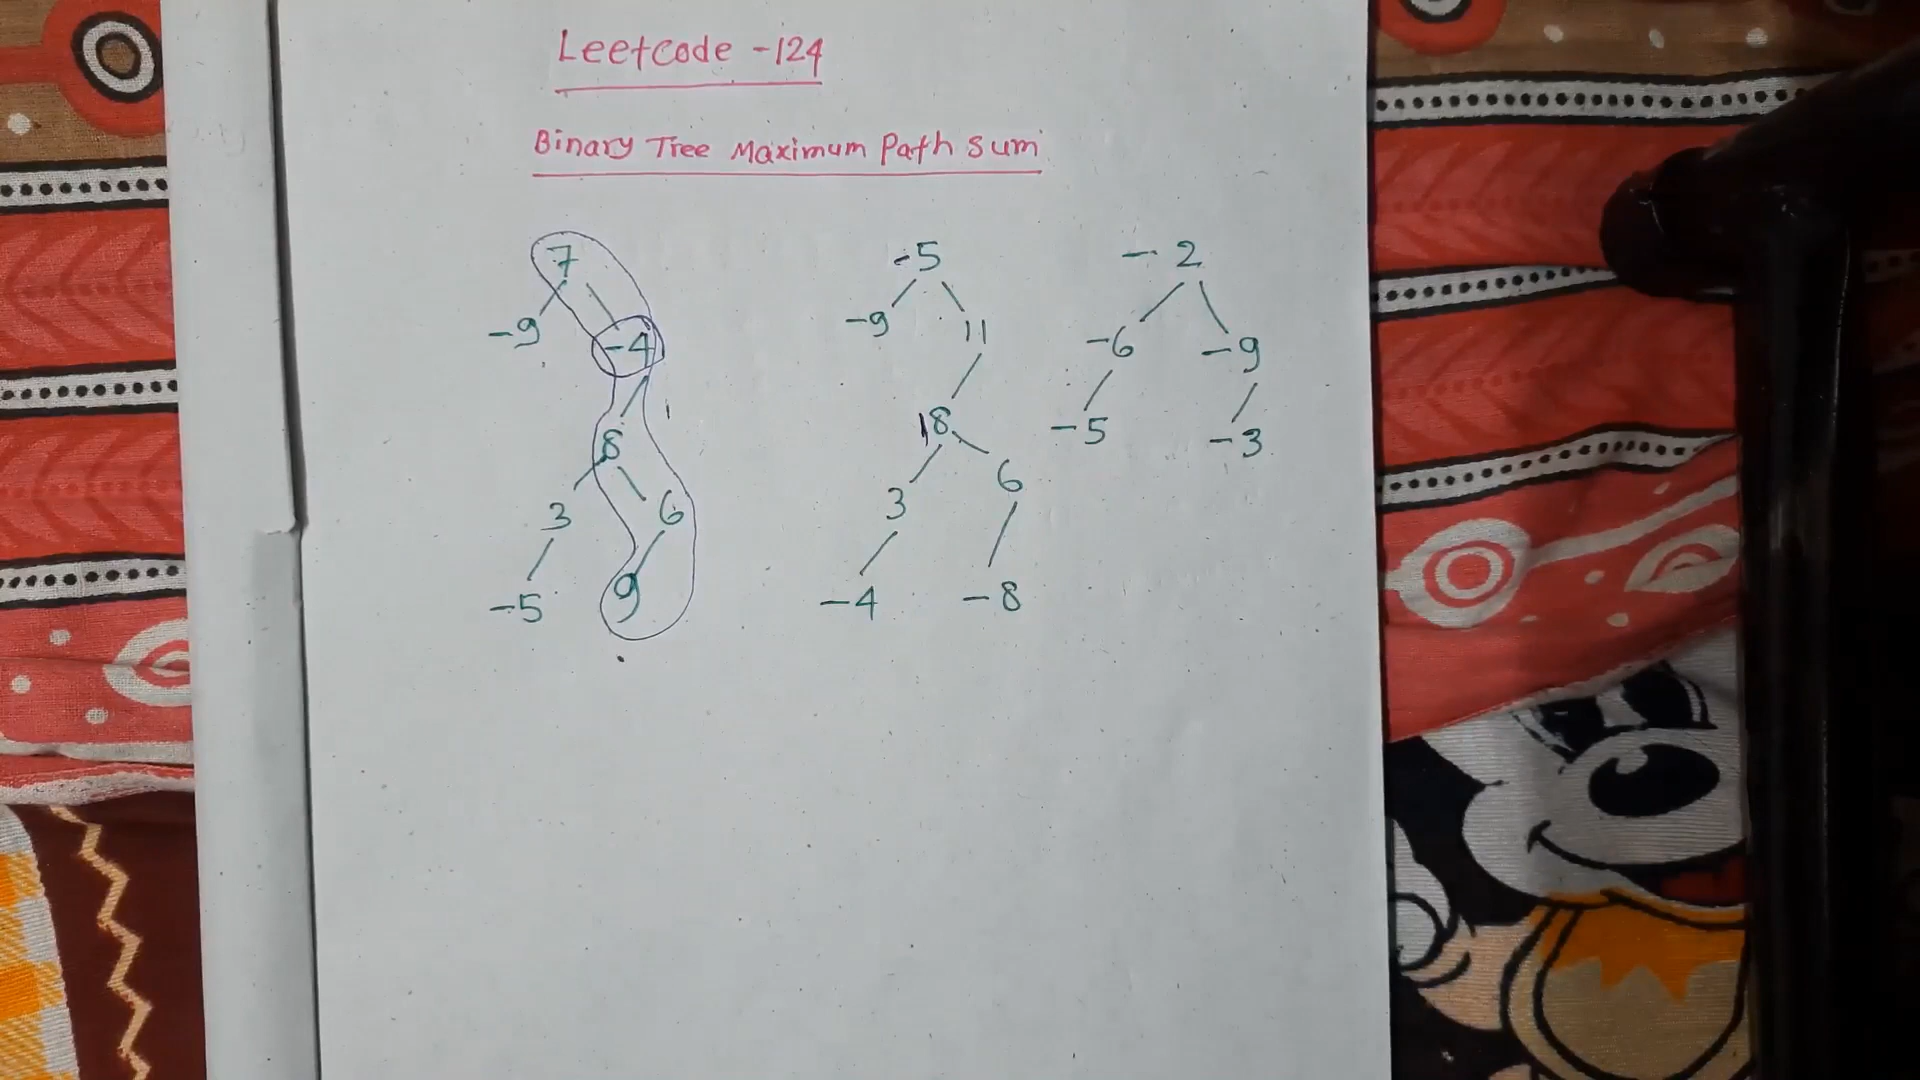 Leetcode - 124
Binary Tree Maximum Path Sum
7 -5 - 2
-9 -4 -9 11 -6 -9
8 18 -5 -3
3 6 3 6
-5 9 -4 -8